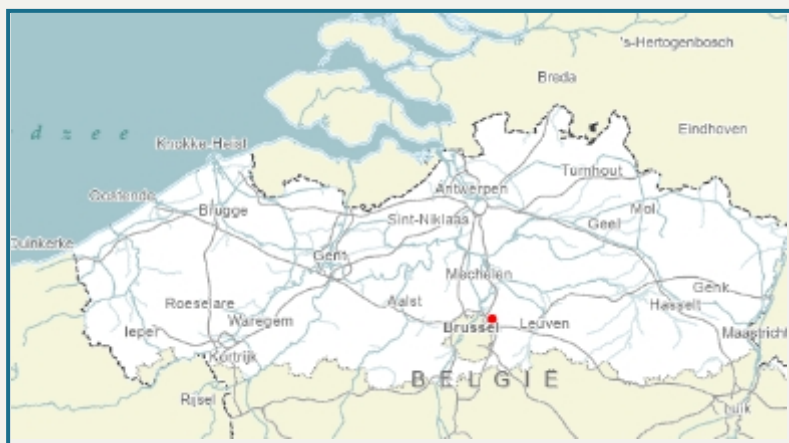 's-Hertogenbosch
Breda
Eindhoven
dzee
Knokke-Heist
Turnhout
Antwerpen
Oostende
Mol
Brugge
Sint-Niklaas
Geel
Duinkerke
Gent
Mechelen
Genk
Roeselare
Aalst
Hasselt
Waregem
Brussel
Leuven
Ieper
Maastricht
Kortrijk
BELGIË
Rijsel
Luik